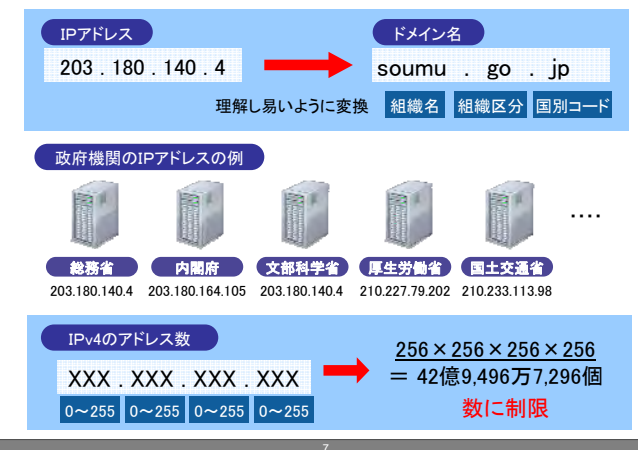 IPアドレス
ドメイン名
203 . 180 . 140 . 4
soumu . go . jp
理解し易いように変換
組織名 組織区分 国別コード
政府機関のIPアドレスの例
‥‥
総務省 内閣府 文部科学省 厚生労働省 国土交通省
203.180.140.4 203.180.164.105 203.180.140.4 210.227.79.202 210.233.113.98
IPv4のアドレス数
XXX . XXX . XXX . XXX
0～255 0～255 0～255 0～255
256×256×256×256
＝ 42億9,496万7,296個
数に制限
7